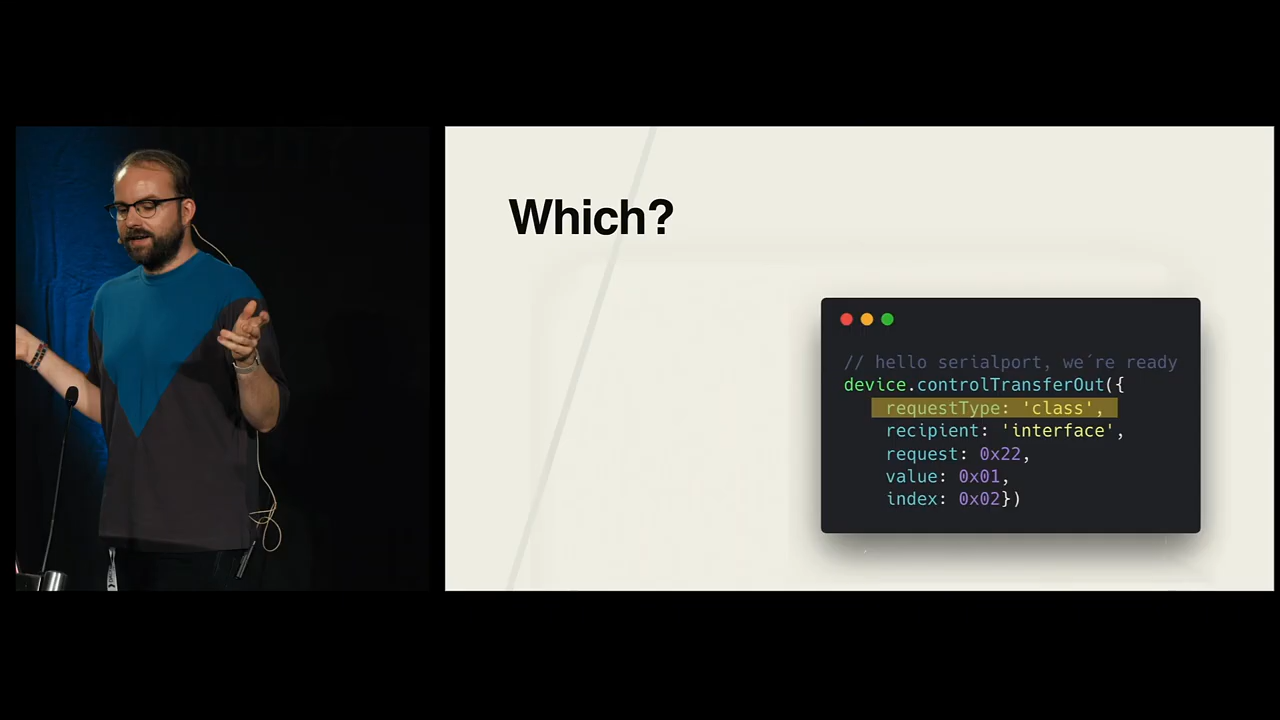 Which?
// hello serialport, we´re ready
device.controlTransferOut({
requestType: 'class',
recipient: 'interface',
request: 0x22,
value: 0x01,
index: 0x02})